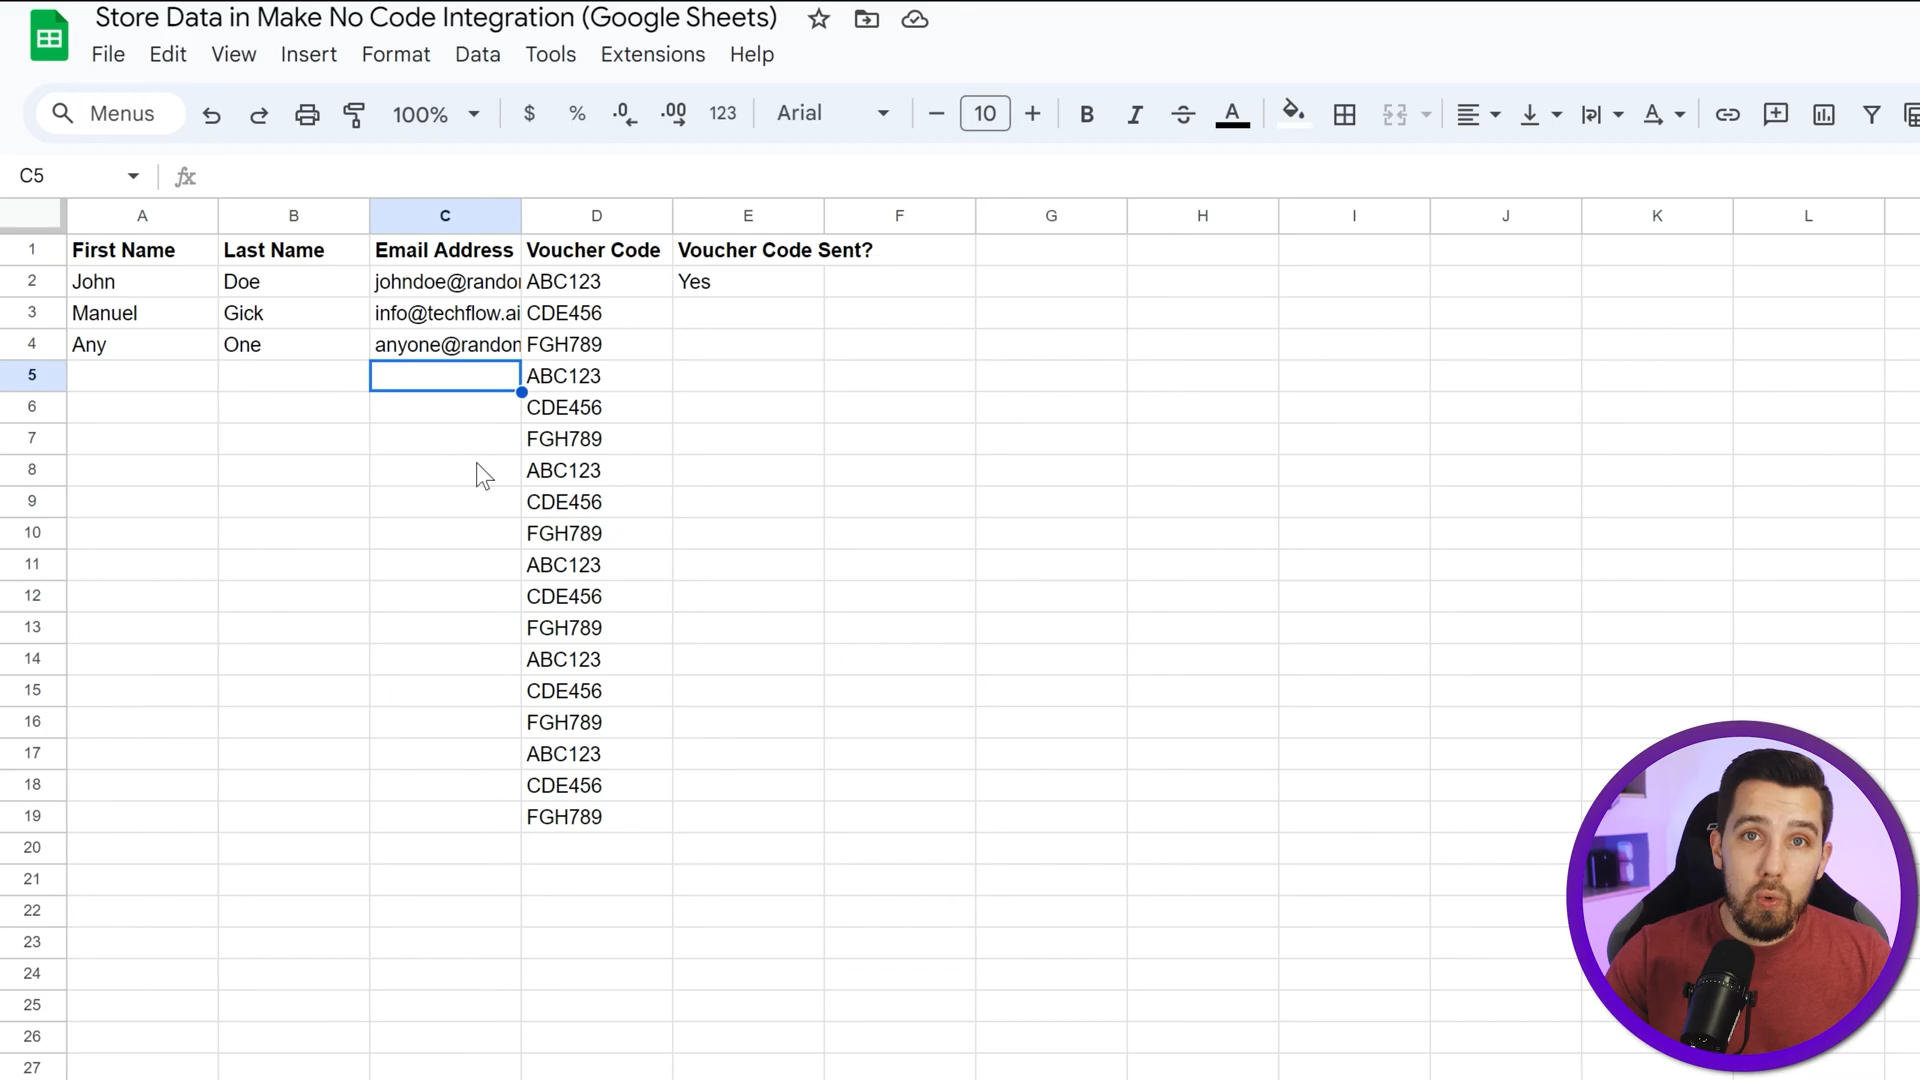 Store Data in Make No Code Integration (Google Sheets)
File Edit View Insert Format Data Tools Extensions Help
Menus 100% $ % .0 .00 123 Arial 10 B I S A A
C5 fx
A B C D E F G H I J K L
1 First Name Last Name Email Address Voucher Code Voucher Code Sent?
2 John Doe johndoe@rando ABC123 Yes
3 Manuel Gick info@techflow.ai CDE456
4 Any One anyone@randon FGH789
5 ABC123
6 CDE456
7 FGH789
8 ABC123
9 CDE456
10 FGH789
11 ABC123
12 CDE456
13 FGH789
14 ABC123
15 CDE456
16 FGH789
17 ABC123
18 CDE456
19 FGH789
20
21
22
23
24
25
26
27